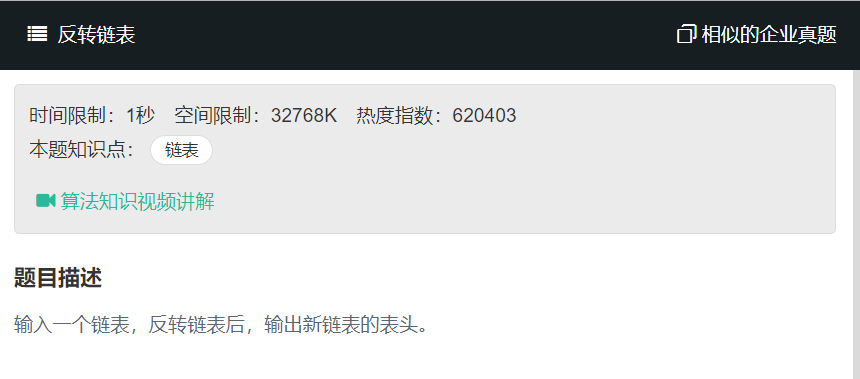 反转链表 相似的企业真题
时间限制：1秒 空间限制：32768K 热度指数：620403
本题知识点： 链表
算法知识视频讲解
题目描述
输入一个链表，反转链表后，输出新链表的表头。